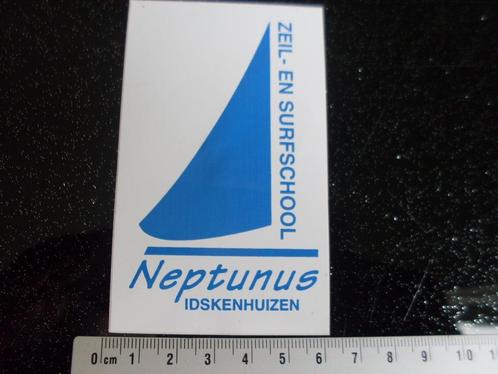 ZEIL- EN SURFSCHOOL
Neptunus
IDSKENHUIZEN
0 cm 1 2 3 4 5 6 7 8 9 10